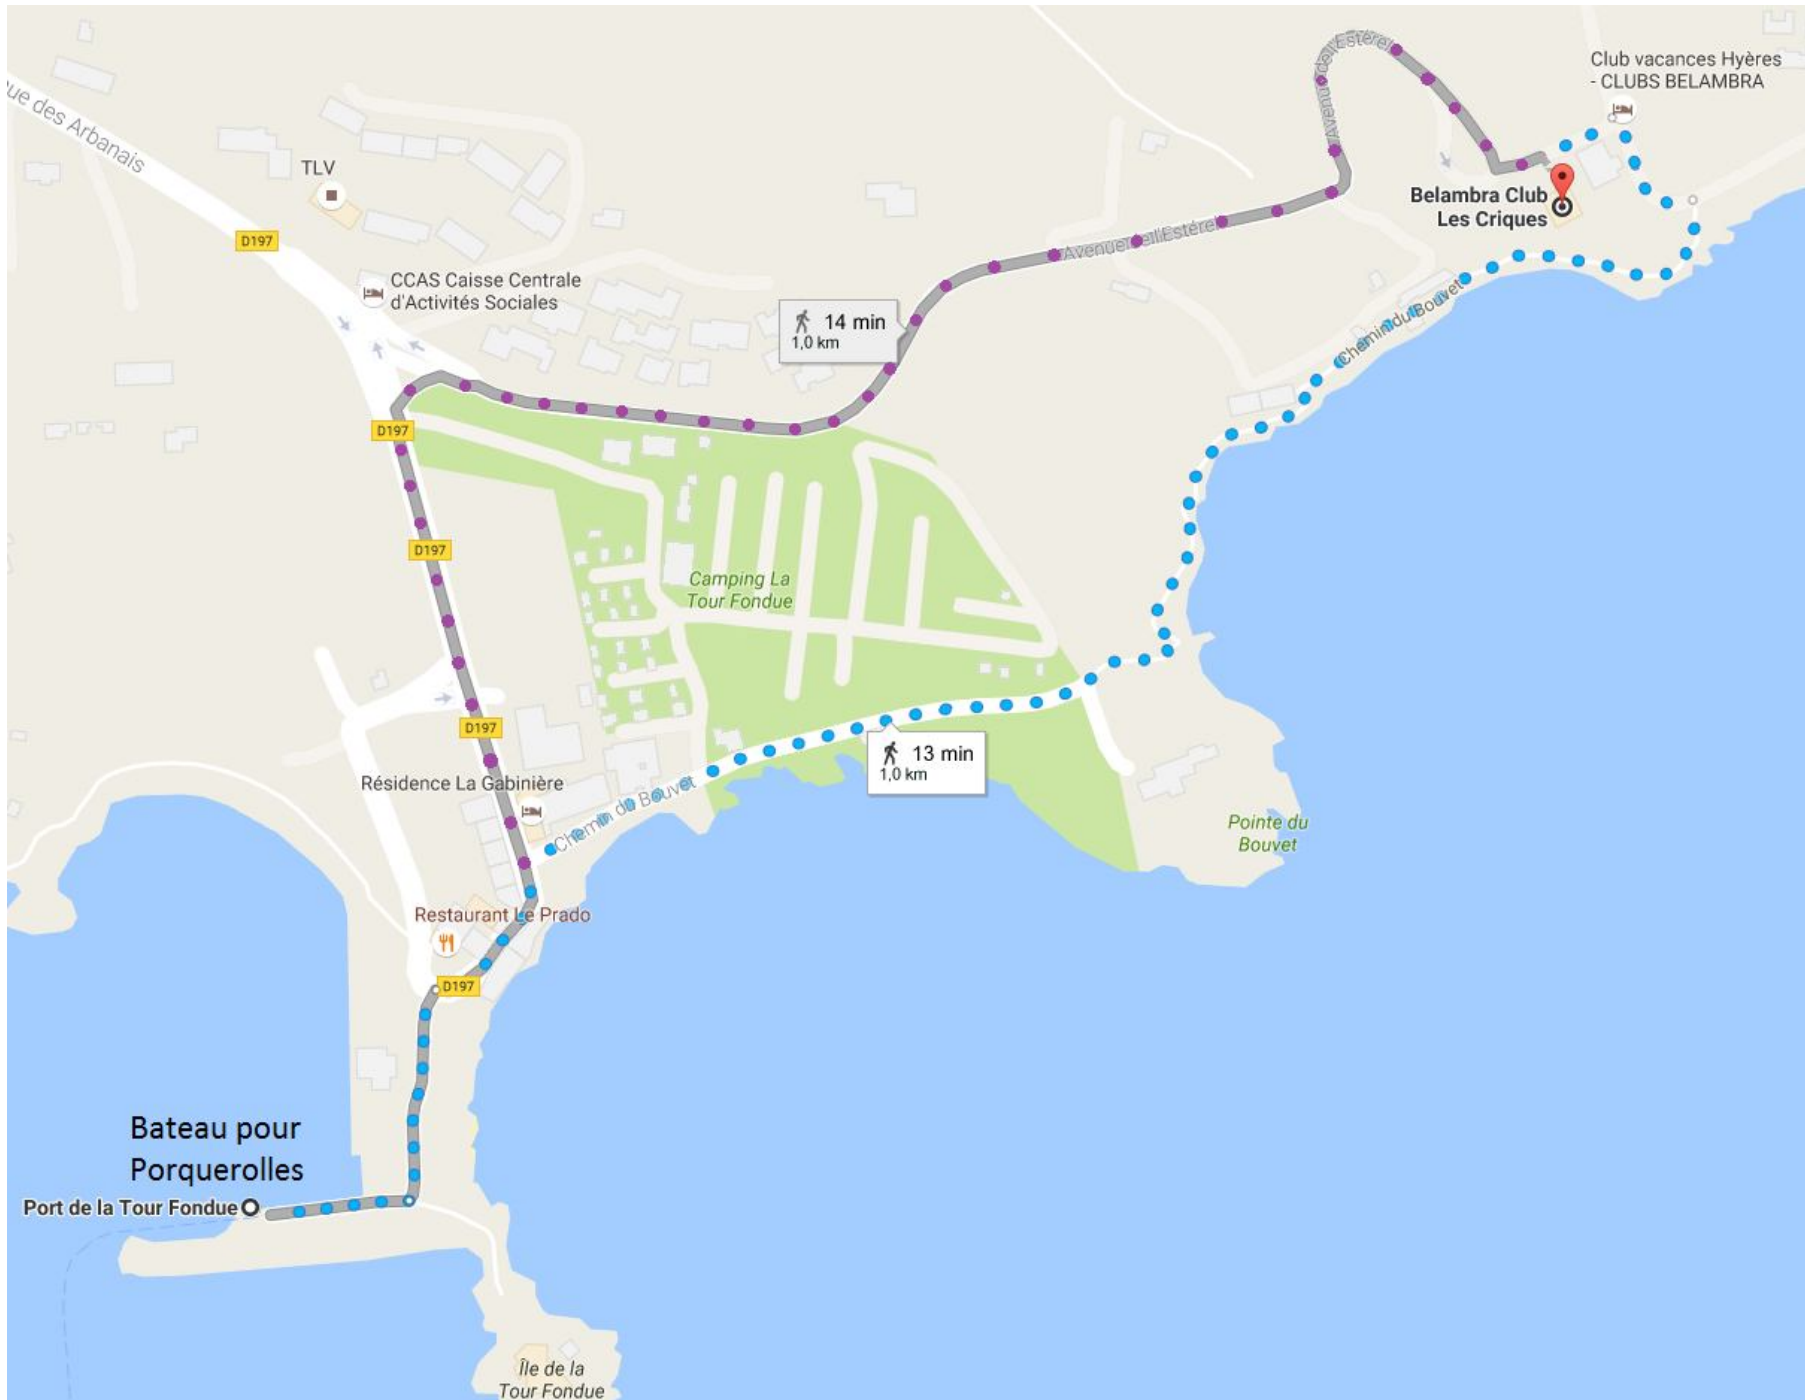 Avenue de l'Estérel
Club vacances Hyères
- CLUBS BELAMBRA
ue des Arbanais
TLV
Belambra Club
Les Criques
D197
Avenue de l'Estérel
Avenue de l'Estérel
CCAS Caisse Centrale
d'Activités Sociales
14 min
1,0 km
Chemin du Bouvet
D197
D197
Camping La
Tour Fondue
D197
13 min
1,0 km
Résidence La Gabinière
Chemin du Bouvet
Pointe du
Bouvet
Restaurant Le Prado
D197
Bateau pour
Porquerolles
Port de la Tour Fondue
Île de la
Tour Fondue